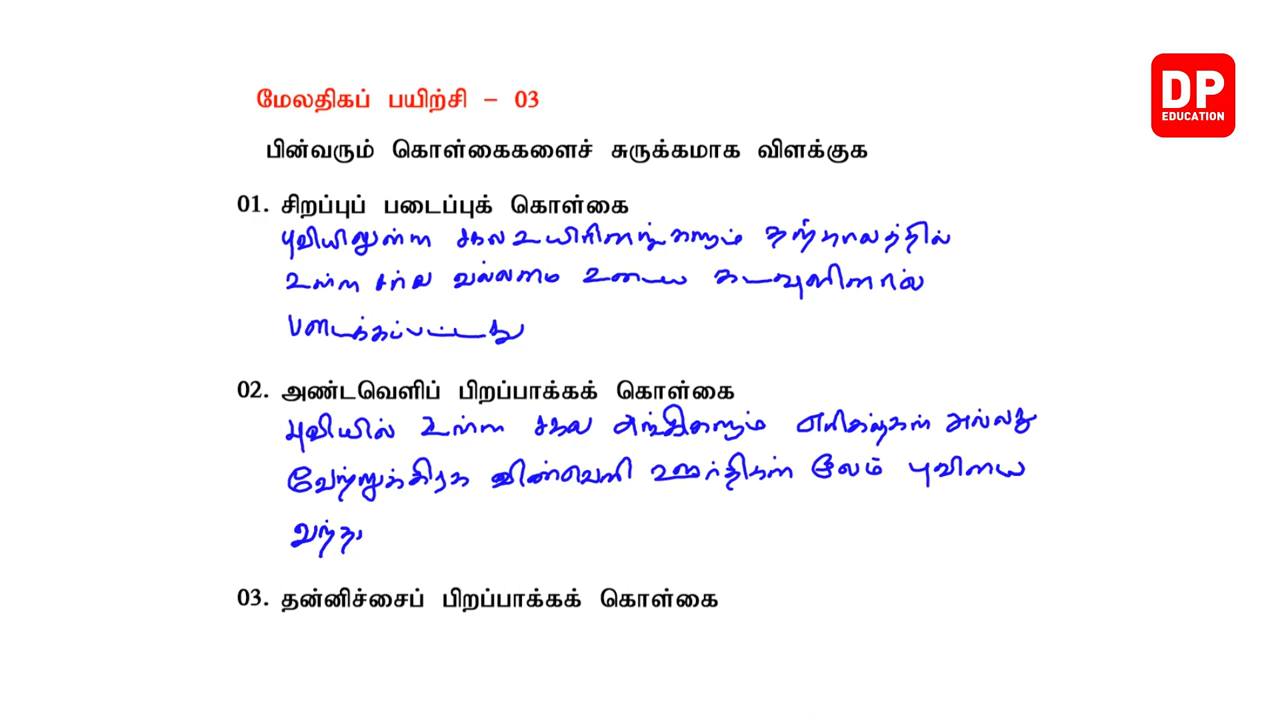 DP
EDUCATION
மேலதிகப் பயிற்சி – 03
பின்வரும் கொள்கைகளைச் சுருக்கமாக விளக்குக
01. சிறப்புப் படைப்புக் கொள்கை
புவியிலுள்ள சகல உயிரினங்களும் தற்காலத்தில்
உள்ள சர்வ வல்லமை உடைய கடவுளினால்
படைக்கப்பட்டது
02. அண்டவெளிப் பிறப்பாக்கக் கொள்கை
புவியில் உள்ள சகல அங்கிகளும் எரிகற்கள் அல்லது
வேற்றுக்கிரக விண்வெளி ஊர்திகள் மூலம் புவியை
வந்து
03. தன்னிச்சைப் பிறப்பாக்கக் கொள்கை